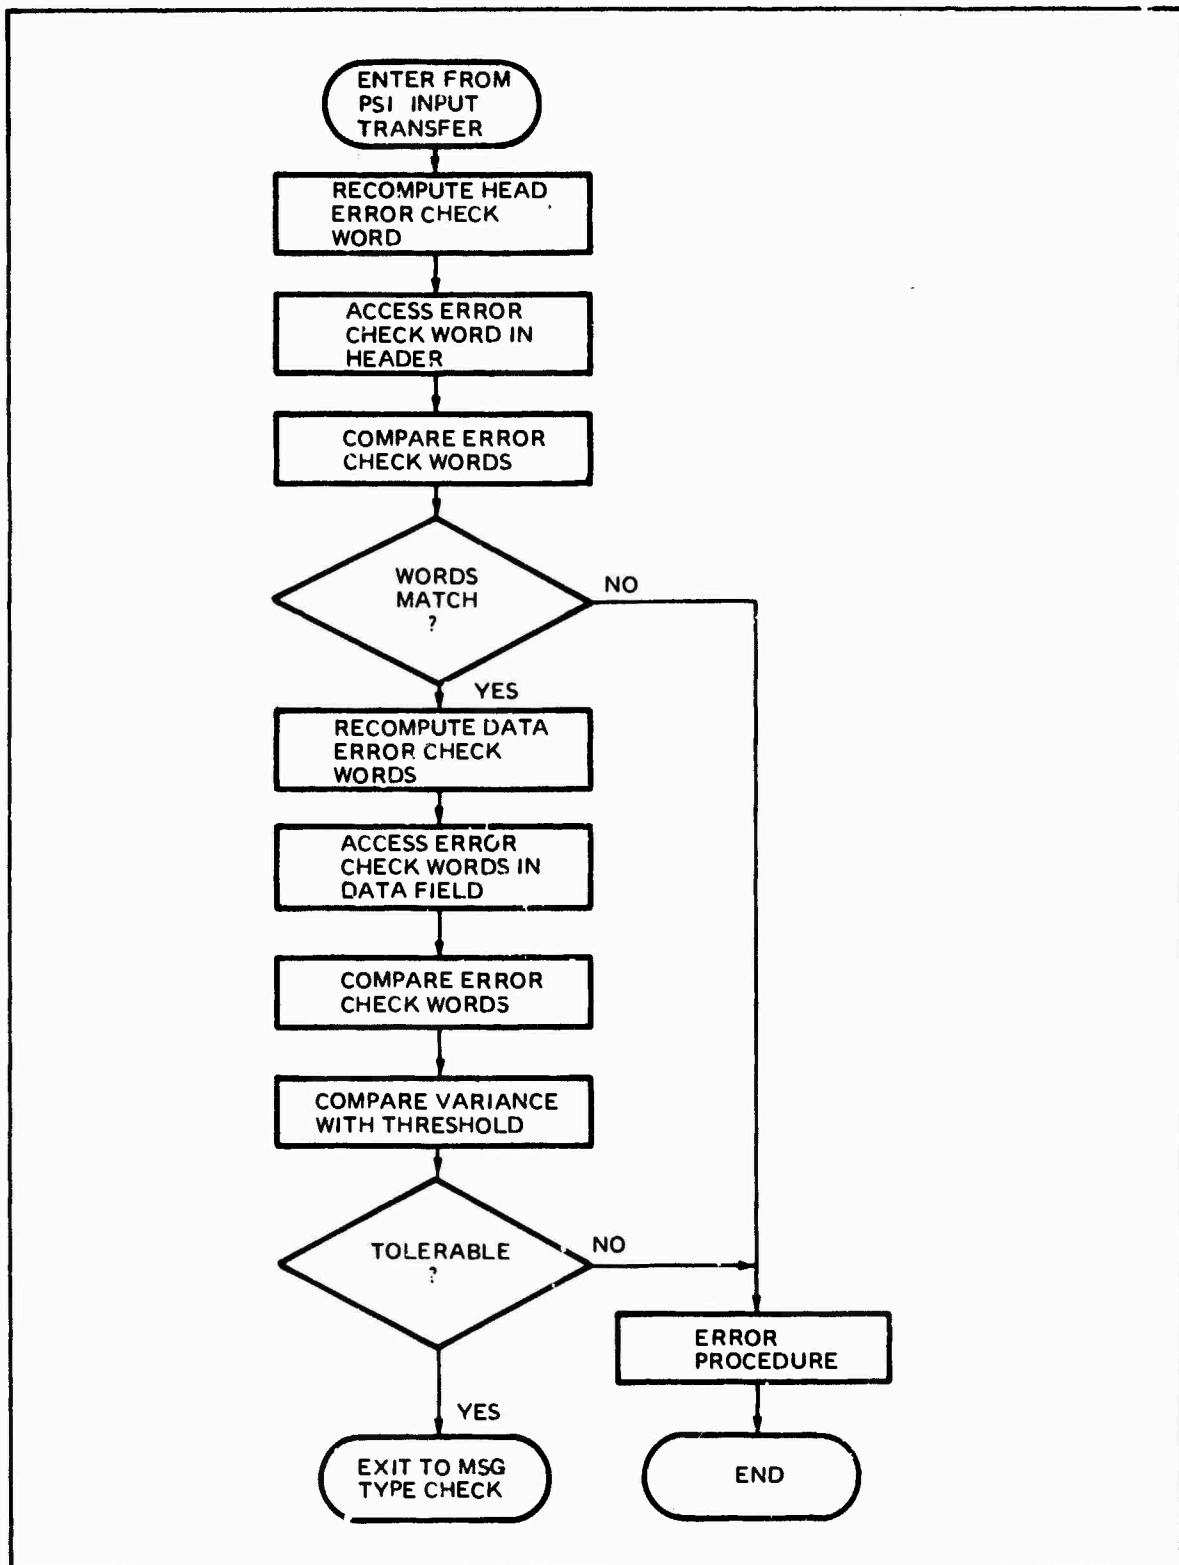 ENTER FROM
PSI INPUT
TRANSFER
RECOMPUTE HEAD
ERROR CHECK
WORD
ACCESS ERROR
CHECK WORD IN
HEADER
COMPARE ERROR
CHECK WORDS
WORDS
MATCH
?
NO
YES
RECOMPUTE DATA
ERROR CHECK
WORDS
ACCESS ERROR
CHECK WORDS IN
DATA FIELD
COMPARE ERROR
CHECK WORDS
COMPARE VARIANCE
WITH THRESHOLD
TOLERABLE
?
NO
ERROR
PROCEDURE
YES
EXIT TO MSG
TYPE CHECK
END